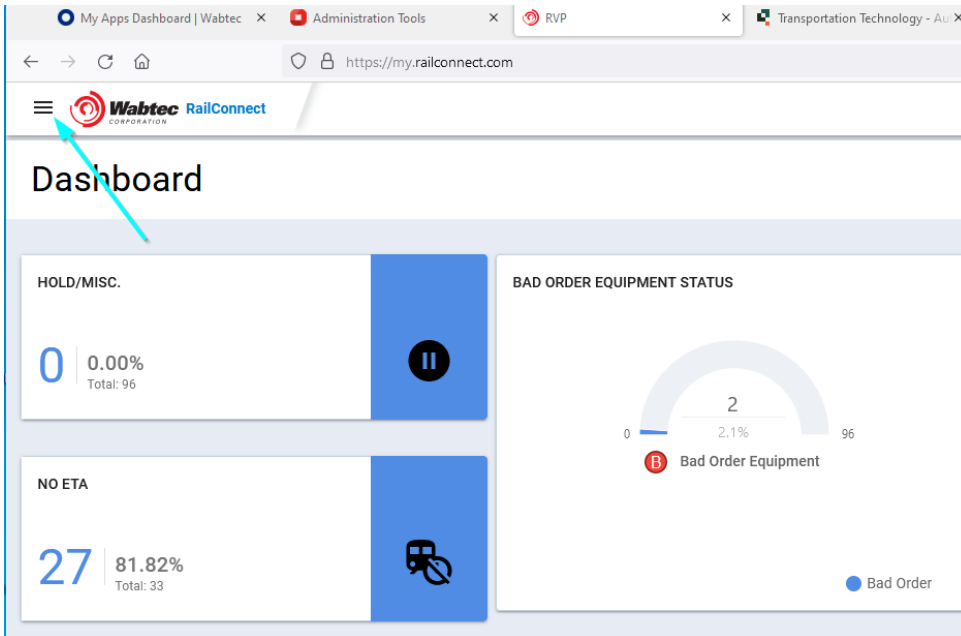 My Apps Dashboard | Wabtec
Administration Tools
RVP
Transportation Technology - Au
https://my.railconnect.com
Wabtec RailConnect
CORPORATION
Dashboard
HOLD/MISC.
0 0.00%
Total: 96
BAD ORDER EQUIPMENT STATUS
2
0 2.1% 96
B Bad Order Equipment
NO ETA
27 81.82%
Total: 33
Bad Order